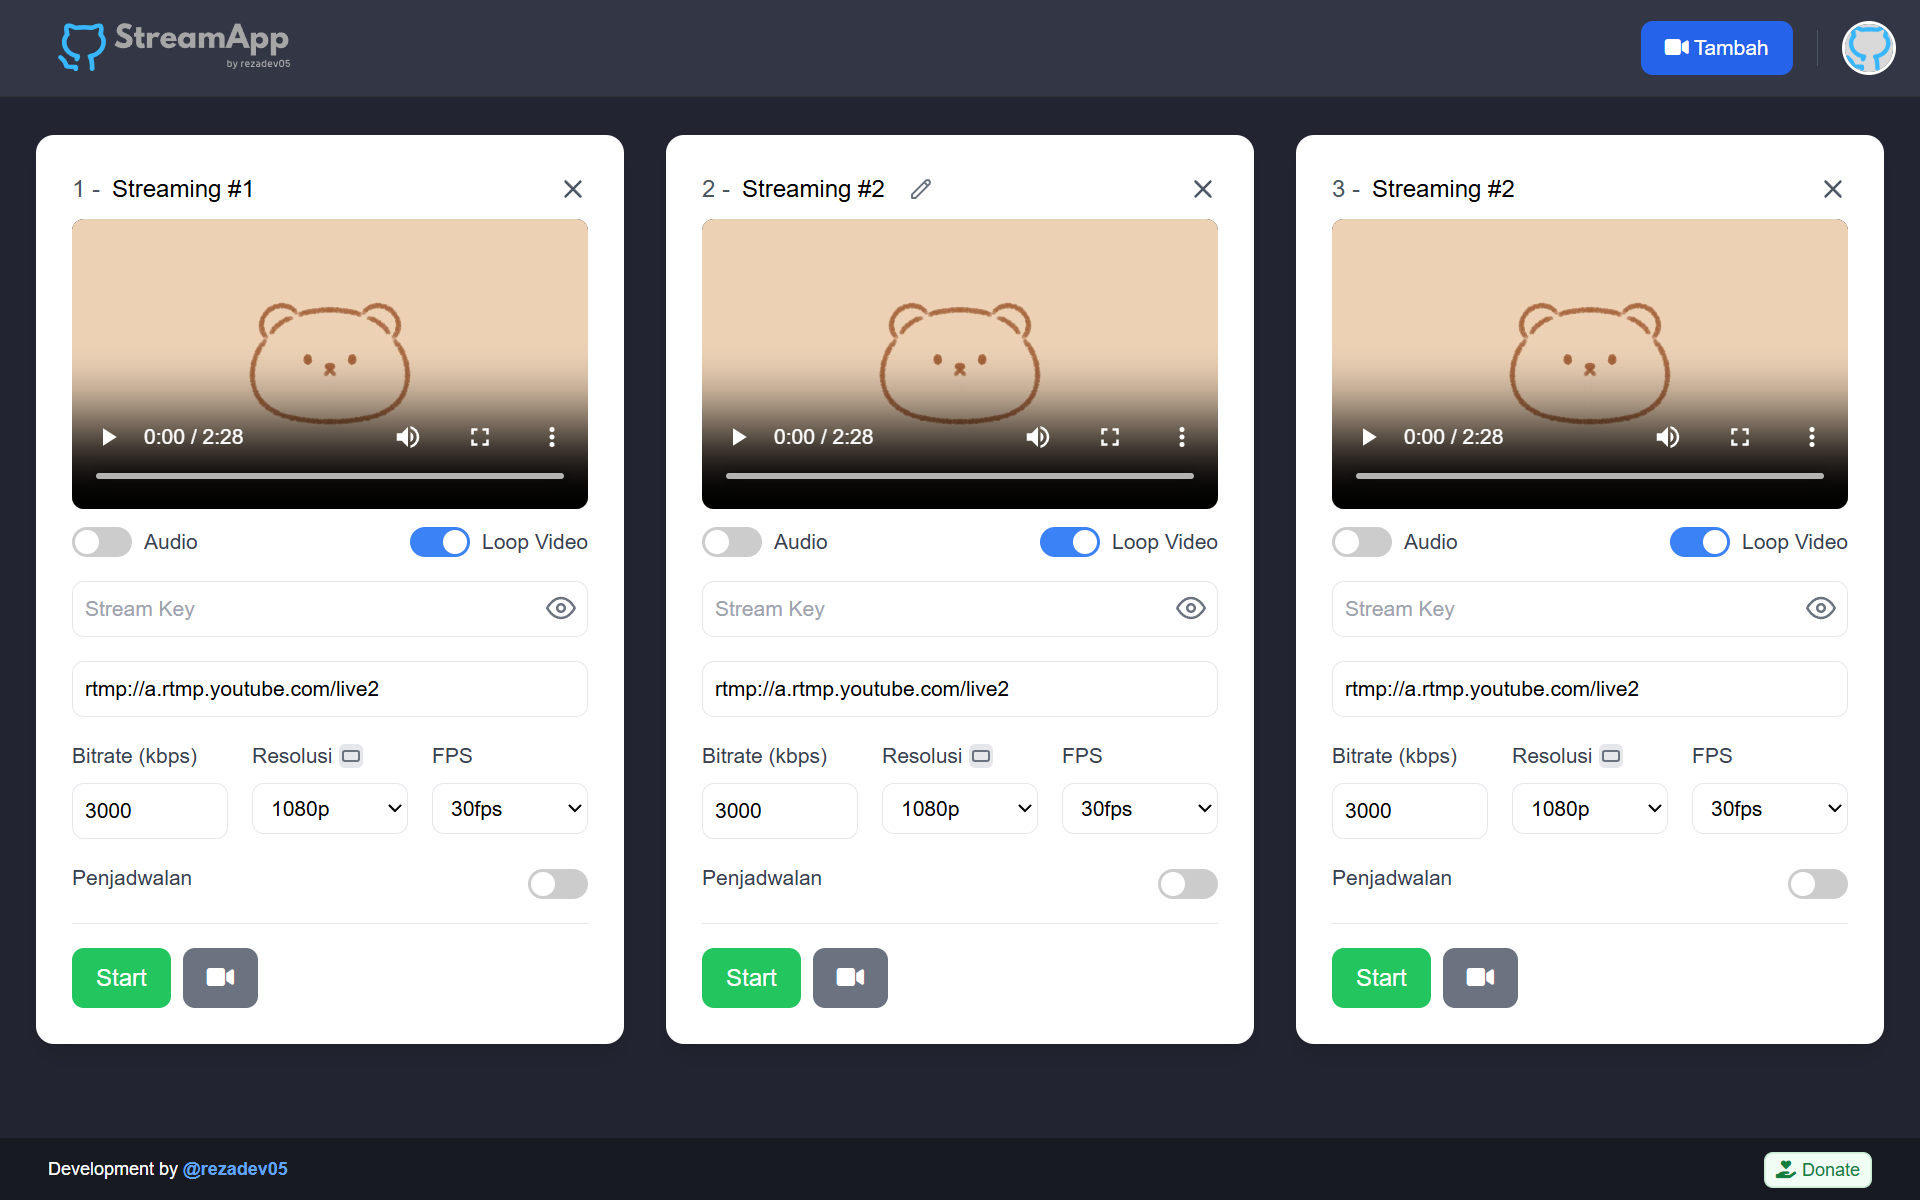 StreamApp
by rezadev05
Tambah
1 - Streaming #1
0:00 / 2:28
Audio
Loop Video
Stream Key
rtmp://a.rtmp.youtube.com/live2
Bitrate (kbps)
Resolusi
FPS
3000
1080p
30fps
Penjadwalan
Start
2 - Streaming #2
0:00 / 2:28
Audio
Loop Video
Stream Key
rtmp://a.rtmp.youtube.com/live2
Bitrate (kbps)
Resolusi
FPS
3000
1080p
30fps
Penjadwalan
Start
3 - Streaming #2
0:00 / 2:28
Audio
Loop Video
Stream Key
rtmp://a.rtmp.youtube.com/live2
Bitrate (kbps)
Resolusi
FPS
3000
1080p
30fps
Penjadwalan
Start
Development by @rezadev05
Donate